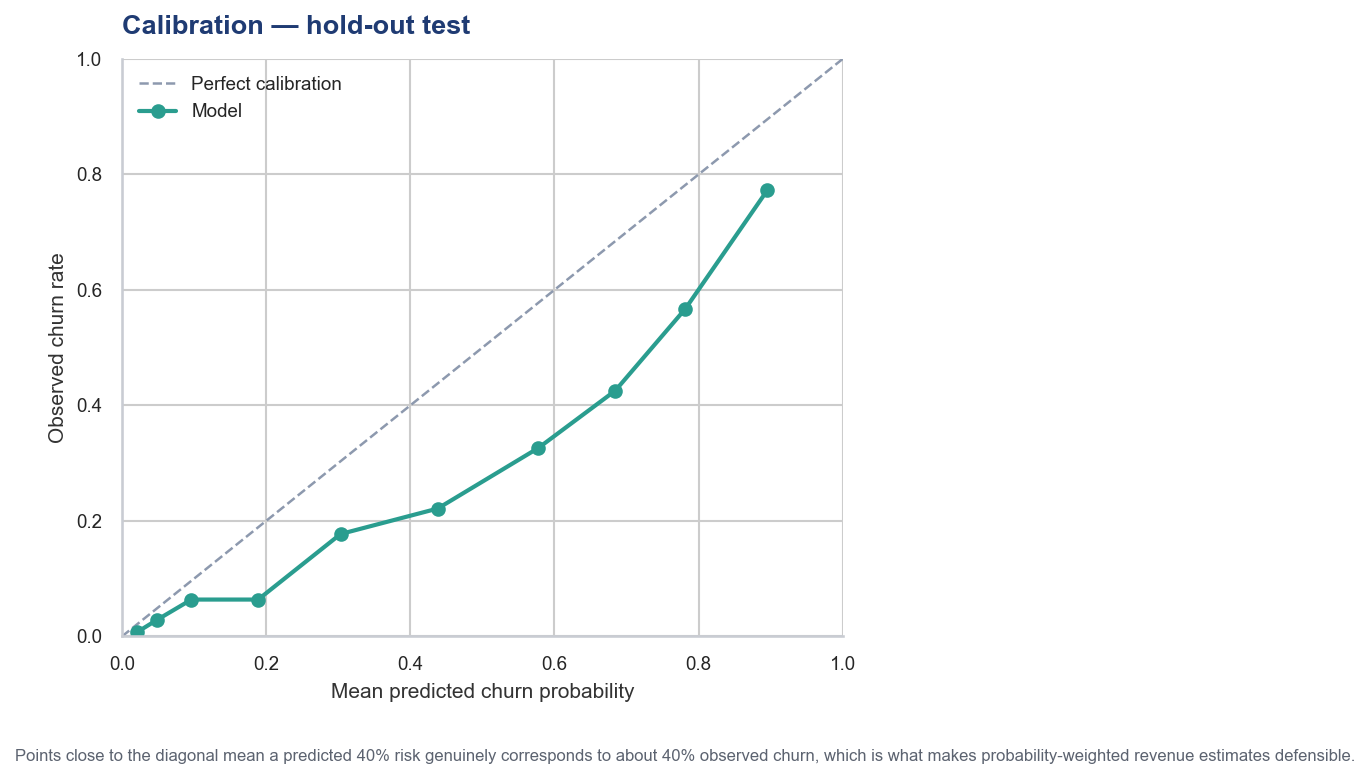 Calibration — hold-out test
1.0
0.8
0.6
0.4
0.2
0.0
Observed churn rate
Perfect calibration
Model
0.0 0.2 0.4 0.6 0.8 1.0
Mean predicted churn probability
Points close to the diagonal mean a predicted 40% risk genuinely corresponds to about 40% observed churn, which is what makes probability-weighted revenue estimates defensible.